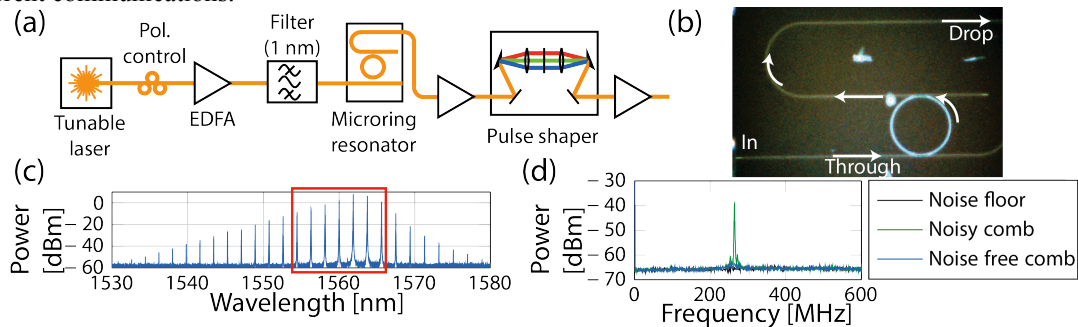 erent communications.
(a)
Pol.
control
Filter
(1 nm)
Tunable
laser
EDFA
Microring
resonator
Pulse shaper
(b)
Drop
In
Through
(c)
Power
[dBm]
0
−20
−40
−60
1530 1540 1550 1560 1570 1580
Wavelength [nm]
(d)
Power
[dBm]
−30
−40
−50
−60
−70
0 200 400 600
Frequency [MHz]
Noise floor
Noisy comb
Noise free comb